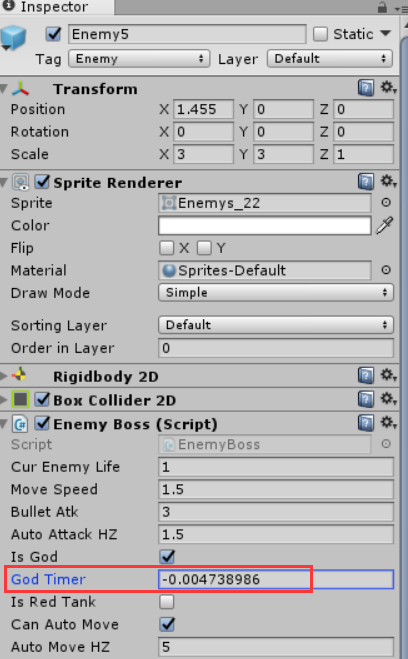 Inspector
Enemy5 Static
Tag Enemy Layer Default
Transform
Position X 1.455 Y 0 Z 0
Rotation X 0 Y 0 Z 0
Scale X 3 Y 3 Z 1
Sprite Renderer
Sprite Enemys_22
Color
Flip X Y
Material Sprites-Default
Draw Mode Simple
Sorting Layer Default
Order in Layer 0
Rigidbody 2D
Box Collider 2D
Enemy Boss (Script)
Script EnemyBoss
Cur Enemy Life 1
Move Speed 1.5
Bullet Atk 3
Auto Attack HZ 1.5
Is God
God Timer -0.004738986
Is Red Tank
Can Auto Move
Auto Move HZ 5